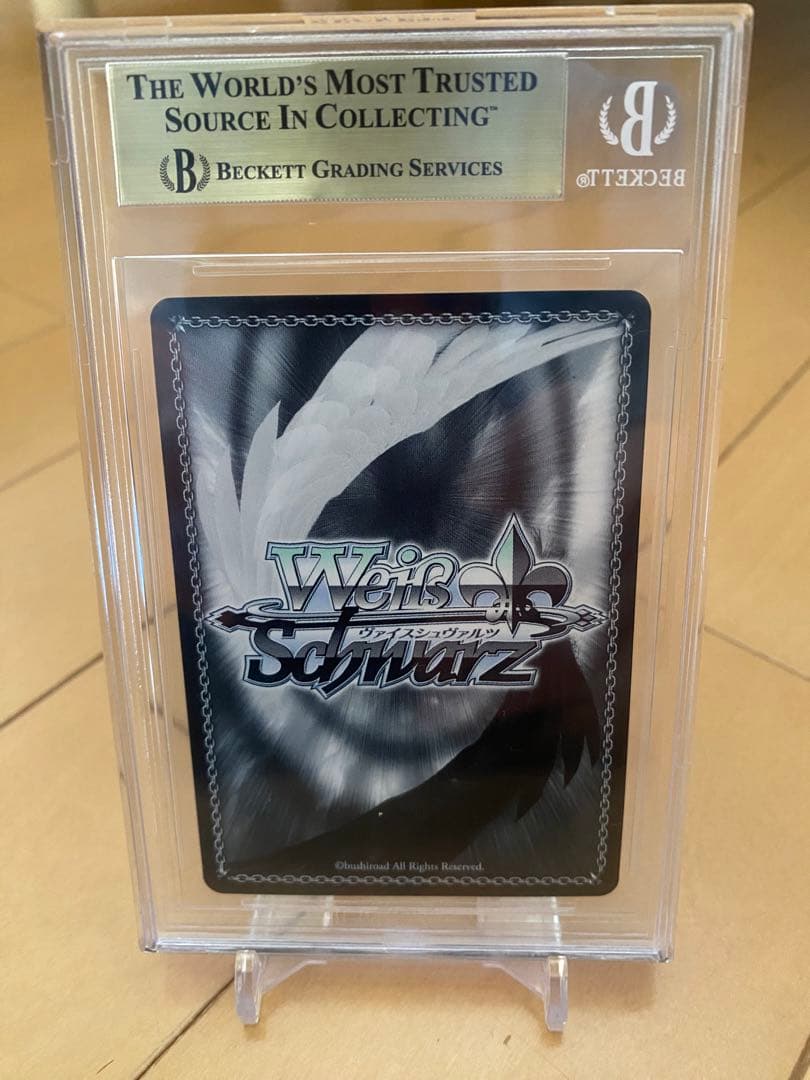 THE WORLD'S MOST TRUSTED
SOURCE IN COLLECTING™
B BECKETT GRADING SERVICES
B
BECKETT®
Weiß
ヴァイスシュヴァルツ
Schwarz
©bushiroad All Rights Reserved.